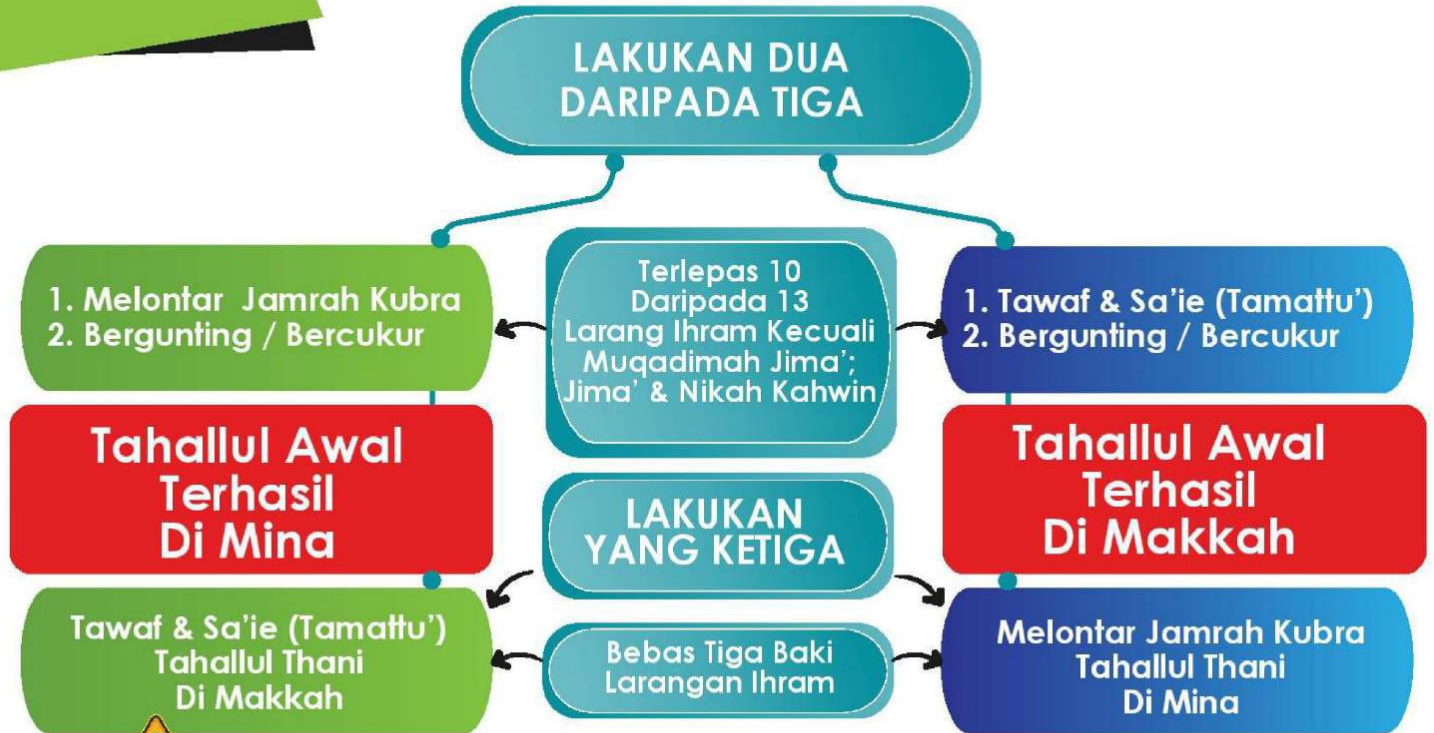 LAKUKAN DUA
DARIPADA TIGA
1. Melontar Jamrah Kubra
2. Bergunting / Bercukur
Terlepas 10
Daripada 13
Larang Ihram Kecuali
Muqadimah Jima';
Jima' & Nikah Kahwin
1. Tawaf & Sa'ie (Tamattu')
2. Bergunting / Bercukur
Tahallul Awal
Terhasil
Di Mina
Tahallul Awal
Terhasil
Di Makkah
LAKUKAN
YANG KETIGA
Tawaf & Sa'ie (Tamattu')
Tahallul Thani
Di Makkah
Bebas Tiga Baki
Larangan Ihram
Melontar Jamrah Kubra
Tahallul Thani
Di Mina